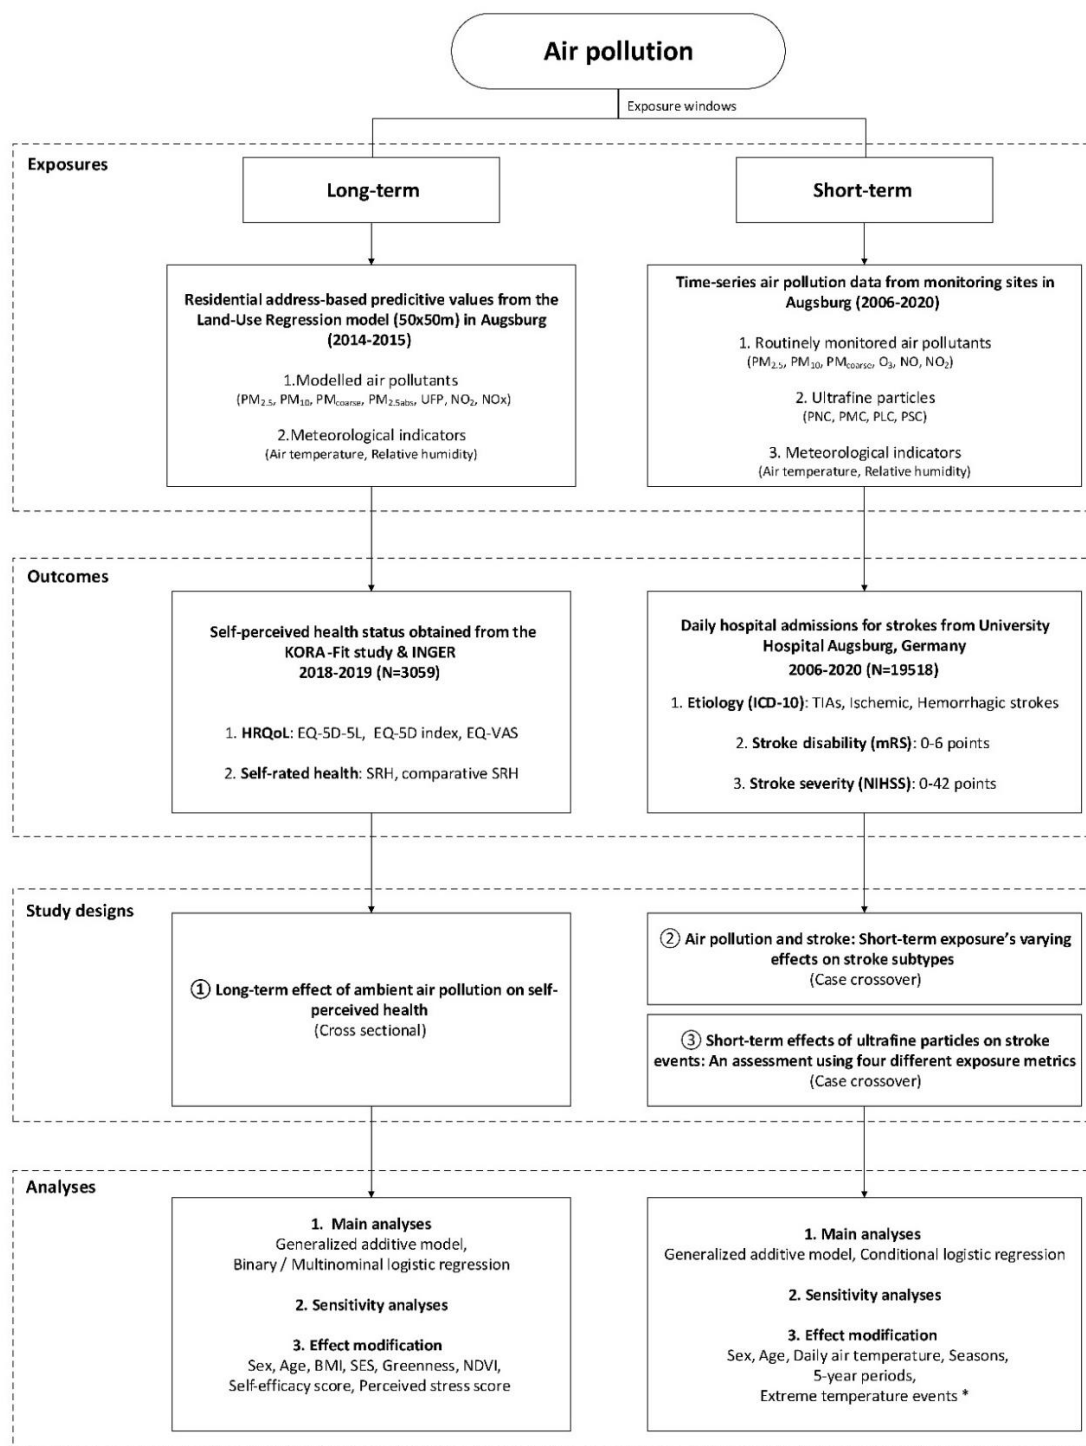 Air pollution
Exposure windows
Exposures
Long-term
Short-term
Residential address-based predicitive values from the
Land-Use Regression model (50x50m) in Augsburg
(2014-2015)
1.Modelled air pollutants
(PM2.5, PM10, PMcoarse, PM2.5abs, UFP, NO2, NOx)
2.Meteorological indicators
(Air temperature, Relative humidity)
Time-series air pollution data from monitoring sites in
Augsburg (2006-2020)
1. Routinely monitored air pollutants
(PM2.5, PM10, PMcoarse, O3, NO, NO2)
2. Ultrafine particles
(PNC, PMC, PLC, PSC)
3. Meteorological indicators
(Air temperature, Relative humidity)
Outcomes
Self-perceived health status obtained from the
KORA-Fit study & INGER
2018-2019 (N=3059)
1. HRQoL: EQ-5D-5L, EQ-5D index, EQ-VAS
2. Self-rated health: SRH, comparative SRH
Daily hospital admissions for strokes from University
Hospital Augsburg, Germany
2006-2020 (N=19518)
1. Etiology (ICD-10): TIAs, Ischemic, Hemorrhagic strokes
2. Stroke disability (mRS): 0-6 points
3. Stroke severity (NIHSS): 0-42 points
Study designs
① Long-term effect of ambient air pollution on self-
perceived health
(Cross sectional)
② Air pollution and stroke: Short-term exposure's varying
effects on stroke subtypes
(Case crossover)
③ Short-term effects of ultrafine particles on stroke
events: An assessment using four different exposure metrics
(Case crossover)
Analyses
1. Main analyses
Generalized additive model,
Binary / Multinominal logistic regression
2. Sensitivity analyses
3. Effect modification
Sex, Age, BMI, SES, Greenness, NDVI,
Self-efficacy score, Perceived stress score
1. Main analyses
Generalized additive model, Conditional logistic regression
2. Sensitivity analyses
3. Effect modification
Sex, Age, Daily air temperature, Seasons,
5-year periods,
Extreme temperature events *